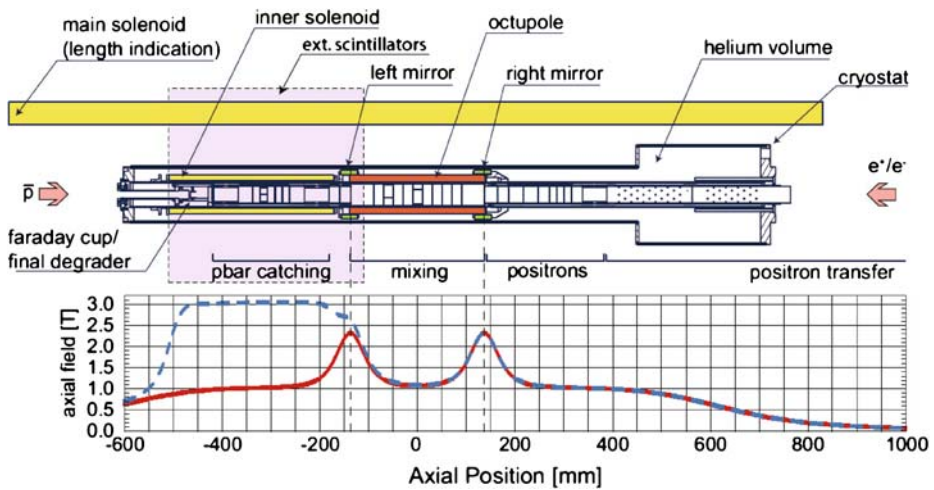 main solenoid
(length indication)
inner solenoid
ext. scintillators
left mirror
octupole
right mirror
helium volume
cryostat
p̅
e⁺/e⁻
faraday cup/
final degrader
pbar catching
mixing
positrons
positron transfer
axial field [T]
3.0
2.5
2.0
1.5
1.0
0.5
0.0
-600 -400 -200 0 200 400 600 800 1000
Axial Position [mm]